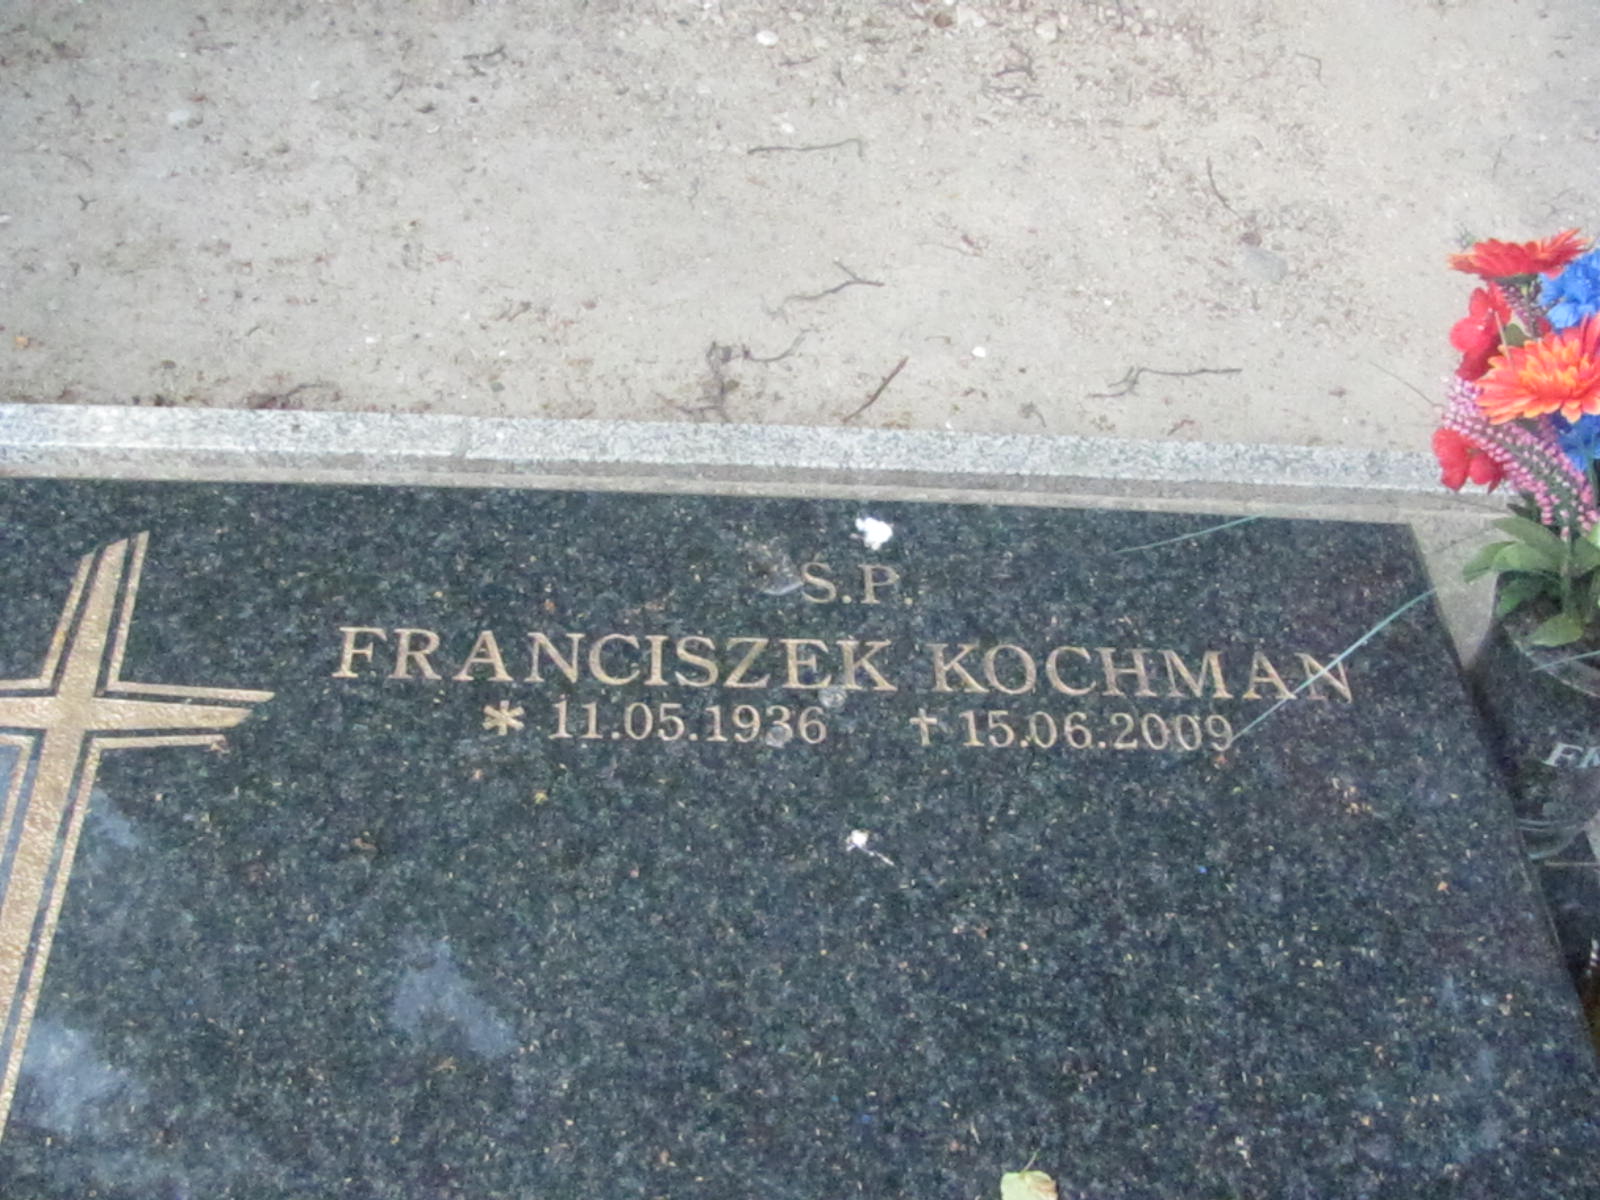 S.P.
FRANCISZEK KOCHMAN
* 11.05.1936 † 15.06.2009